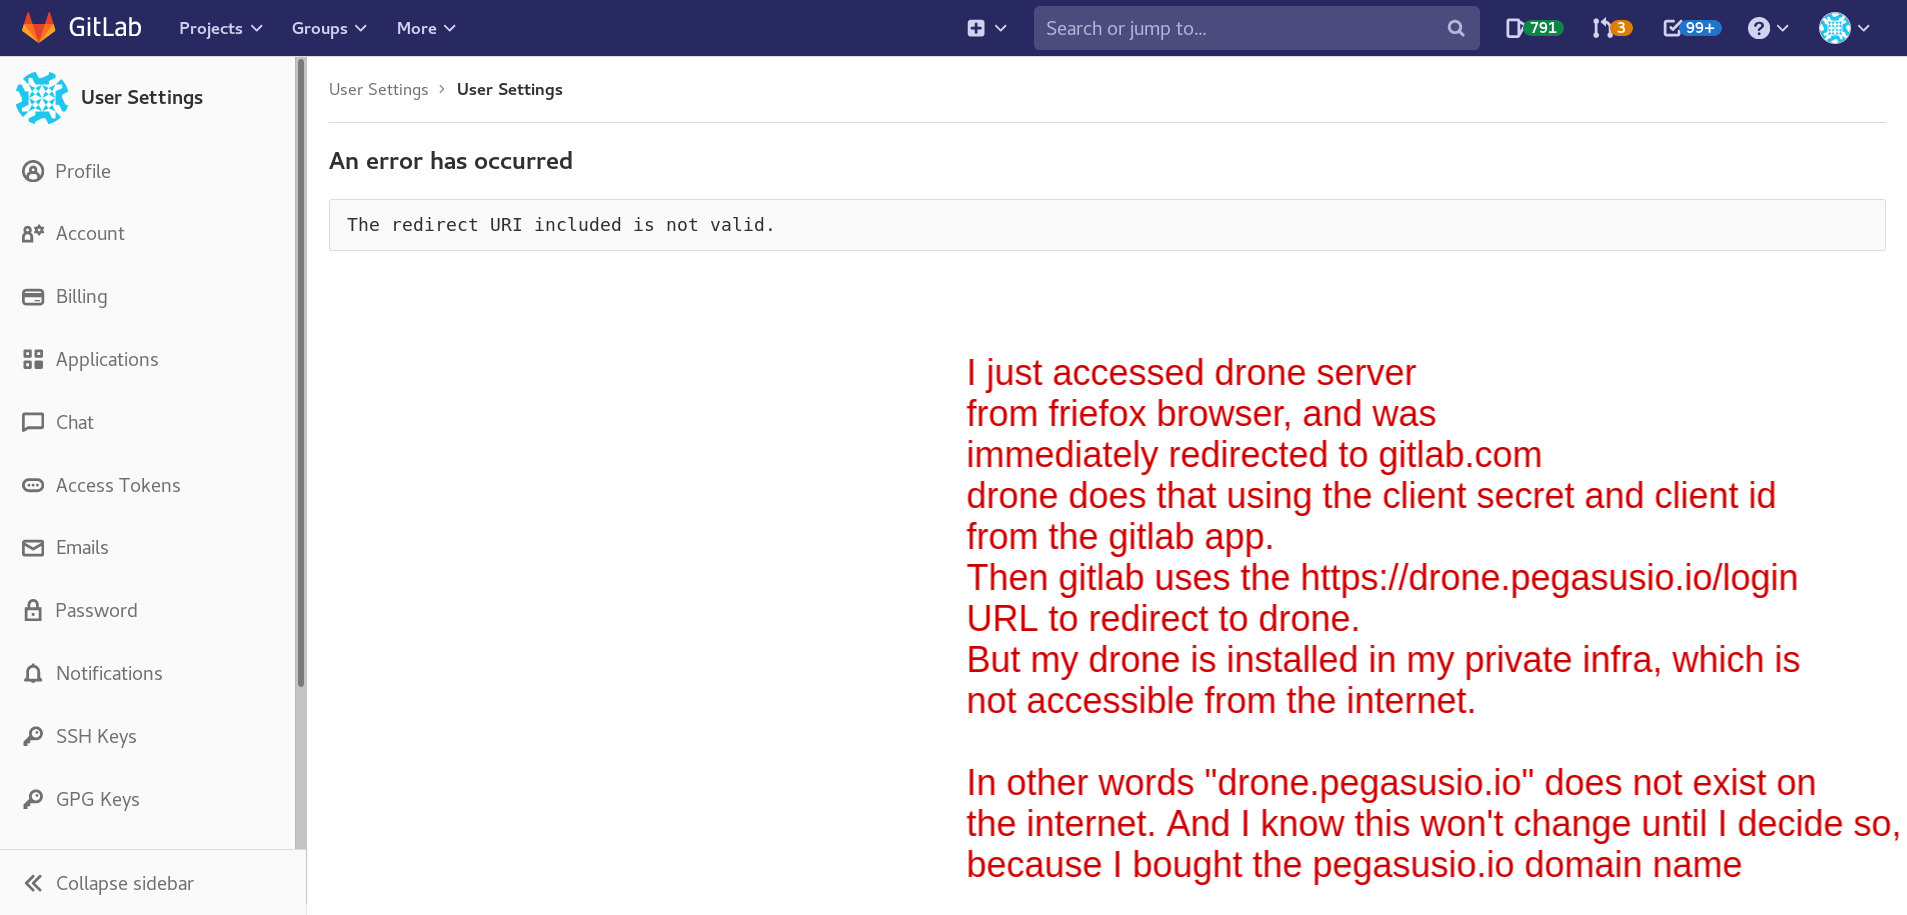 GitLab
Projects
Groups
More
Search or jump to...
791
3
99+
User Settings
Profile
Account
Billing
Applications
Chat
Access Tokens
Emails
Password
Notifications
SSH Keys
GPG Keys
Collapse sidebar
User Settings > User Settings
An error has occurred
The redirect URI included is not valid.
I just accessed drone server
from friefox browser, and was
immediately redirected to gitlab.com
drone does that using the client secret and client id
from the gitlab app.
Then gitlab uses the https://drone.pegasusio.io/login
URL to redirect to drone.
But my drone is installed in my private infra, which is
not accessible from the internet.
In other words "drone.pegasusio.io" does not exist on
the internet. And I know this won't change until I decide so,
because I bought the pegasusio.io domain name